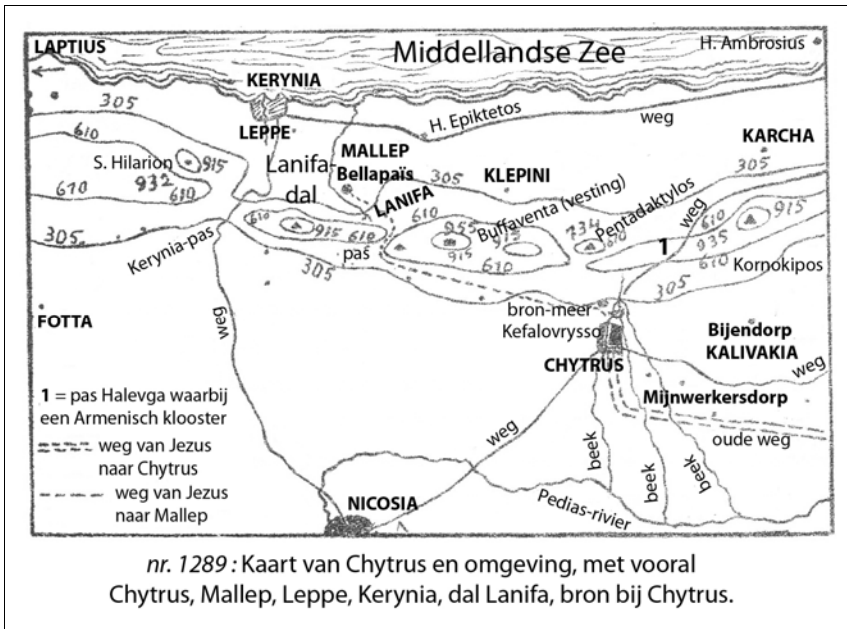 LAPTIUS
Middellandse Zee
H. Ambrosius
KERYNIA
305
610
LEPPE
H. Epiktetos
weg
KARCHA
S. Hilarion
915
932
610
610
Lanifa-
dal
MALLEP
Bellapaïs
305
KLEPINI
305
LANIFA
610
Buffaventa (vesting)
Pentadaktylos
weg
610
915
305
Kerynia-pas
610
915
610
pas
955
915
915
734
610
1
935
610
Kornokipos
305
610
305
FOTTA
weg
bron-meer
Kefalovrysso
CHYTRUS
Bijendorp
KALIVAKIA
weg
1 = pas Halevga waarbij
een Armenisch klooster
weg van Jezus
naar Chytrus
weg van Jezus
naar Mallep
Mijnwerkersdorp
oude weg
weg
beek
beek
beek
NICOSIA
Pedias-rivier
nr. 1289 : Kaart van Chytrus en omgeving, met vooral
Chytrus, Mallep, Leppe, Kerynia, dal Lanifa, bron bij Chytrus.